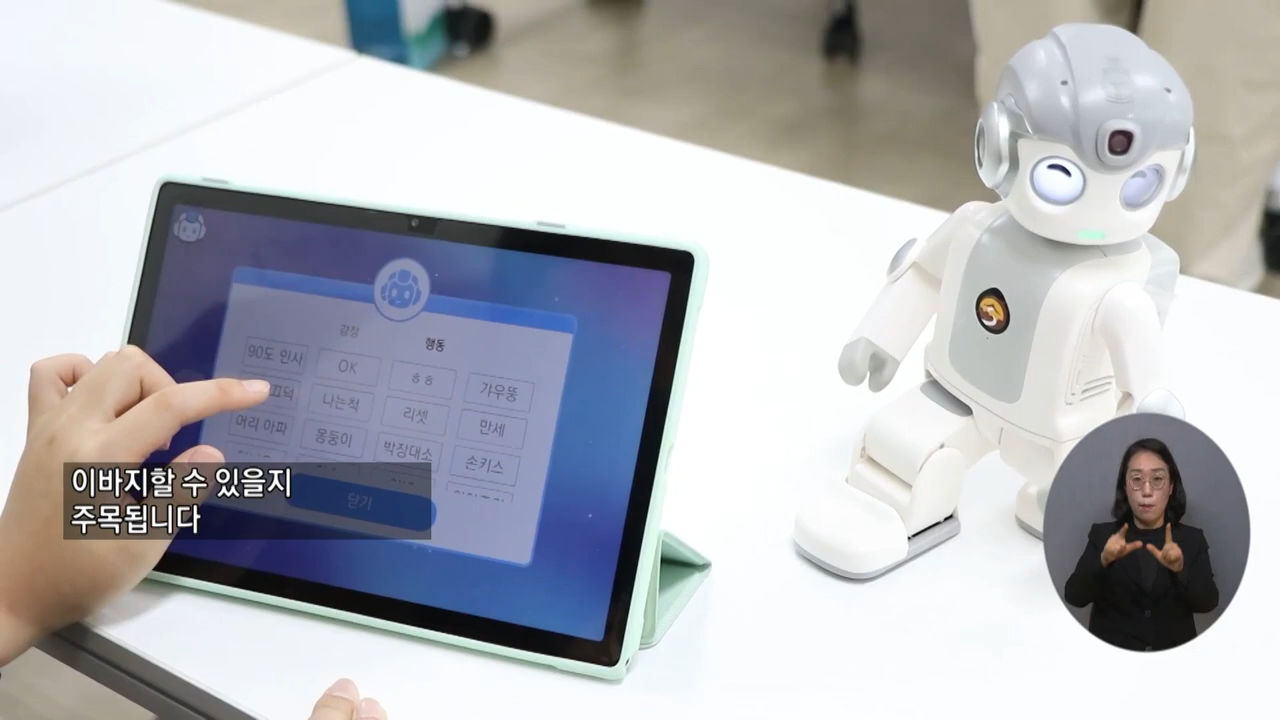 감정 행동
90도 인사 OK ㅎㅎ 갸우뚱
나는척 리셋 만세
머리 아파 몽둥이 박장대소 손키스
닫기
이바지할 수 있을지
주목됩니다